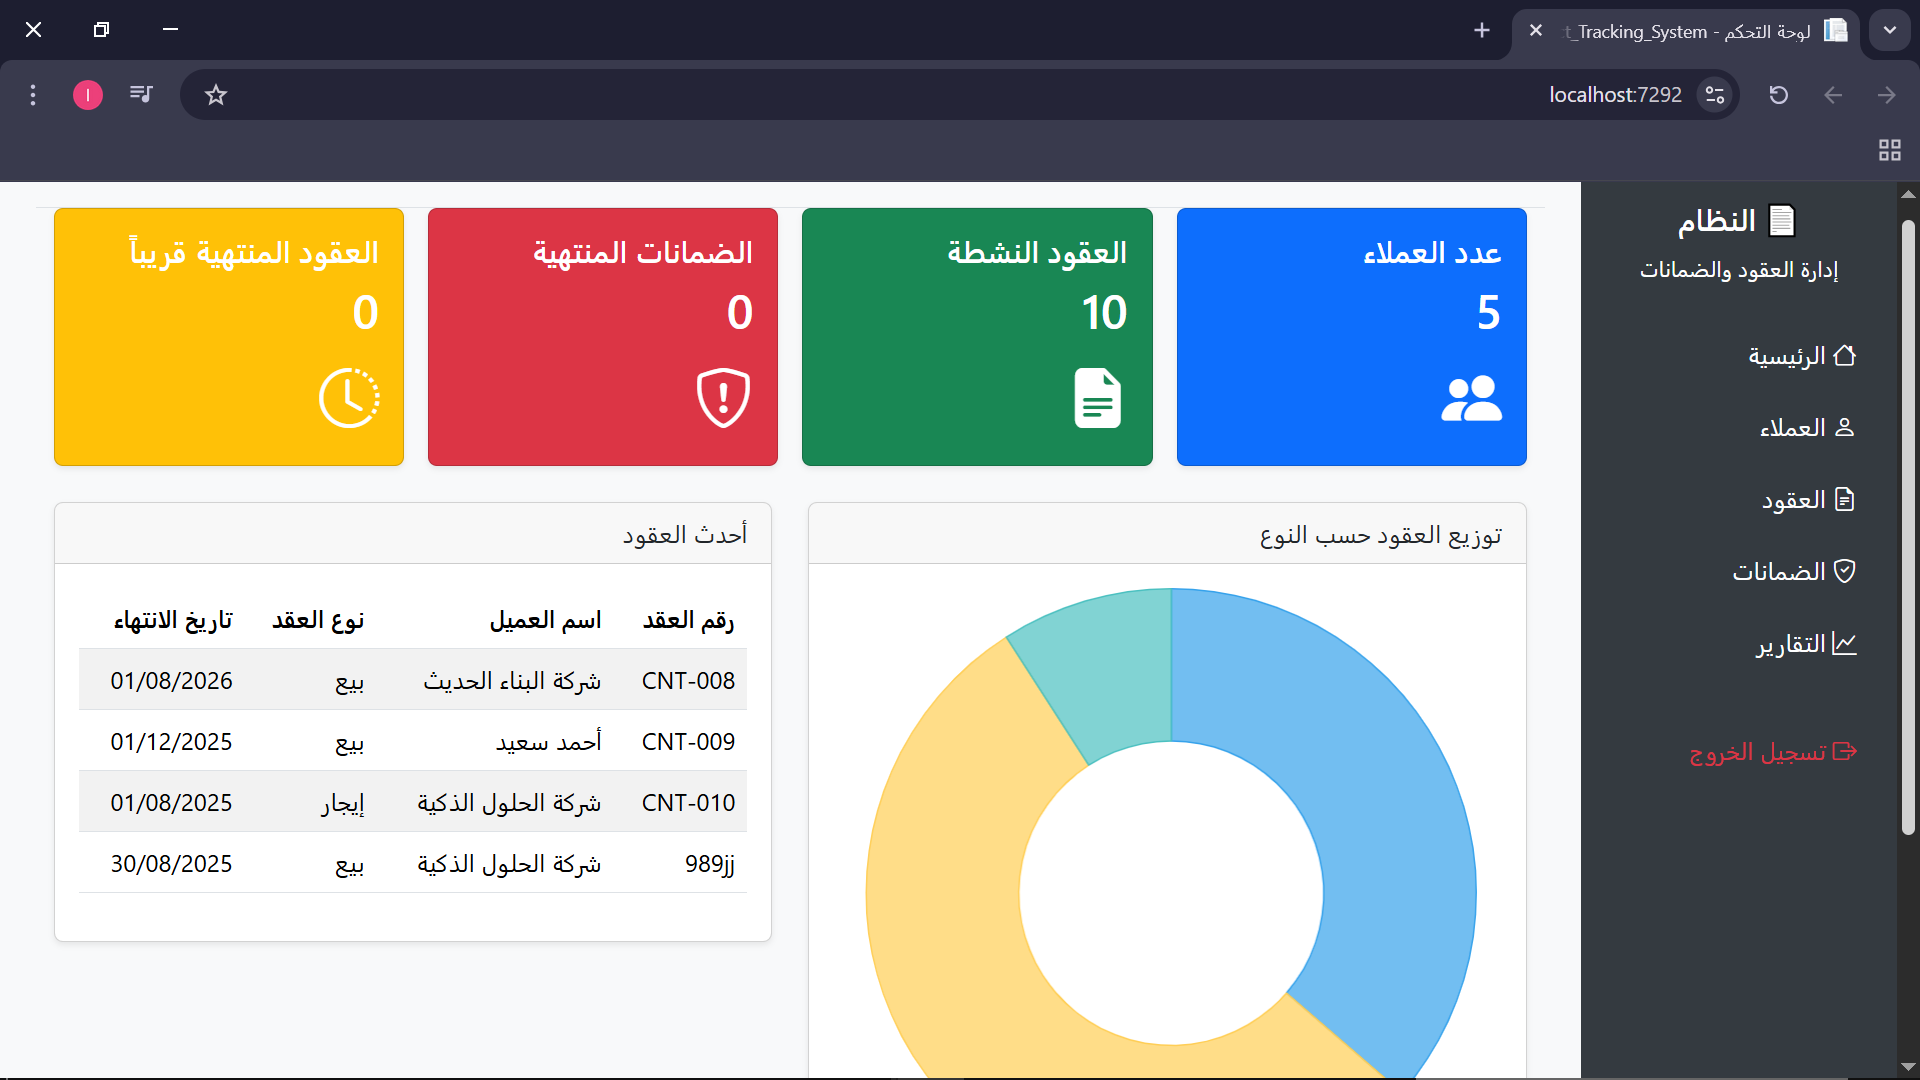 لوحة التحكم - t_Tracking_System
localhost:7292
I
النظام
إدارة العقود والضمانات
الرئيسية
العملاء
العقود
الضمانات
التقارير
تسجيل الخروج
عدد العملاء
5
العقود النشطة
10
الضمانات المنتهية
0
العقود المنتهية قريباً
0
توزيع العقود حسب النوع
أحدث العقود
رقم العقد اسم العميل نوع العقد تاريخ الانتهاء
CNT-008 شركة البناء الحديث بيع 01/08/2026
CNT-009 أحمد سعيد بيع 01/12/2025
CNT-010 شركة الحلول الذكية إيجار 01/08/2025
989jj شركة الحلول الذكية بيع 30/08/2025